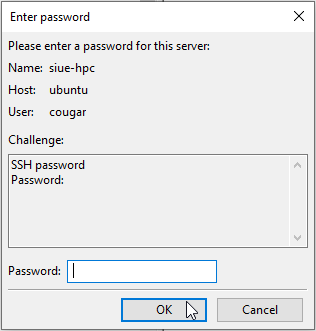 Enter password
Please enter a password for this server:
Name: siue-hpc
Host: ubuntu
User: cougar
Challenge:
SSH password
Password:
Password:
OK Cancel